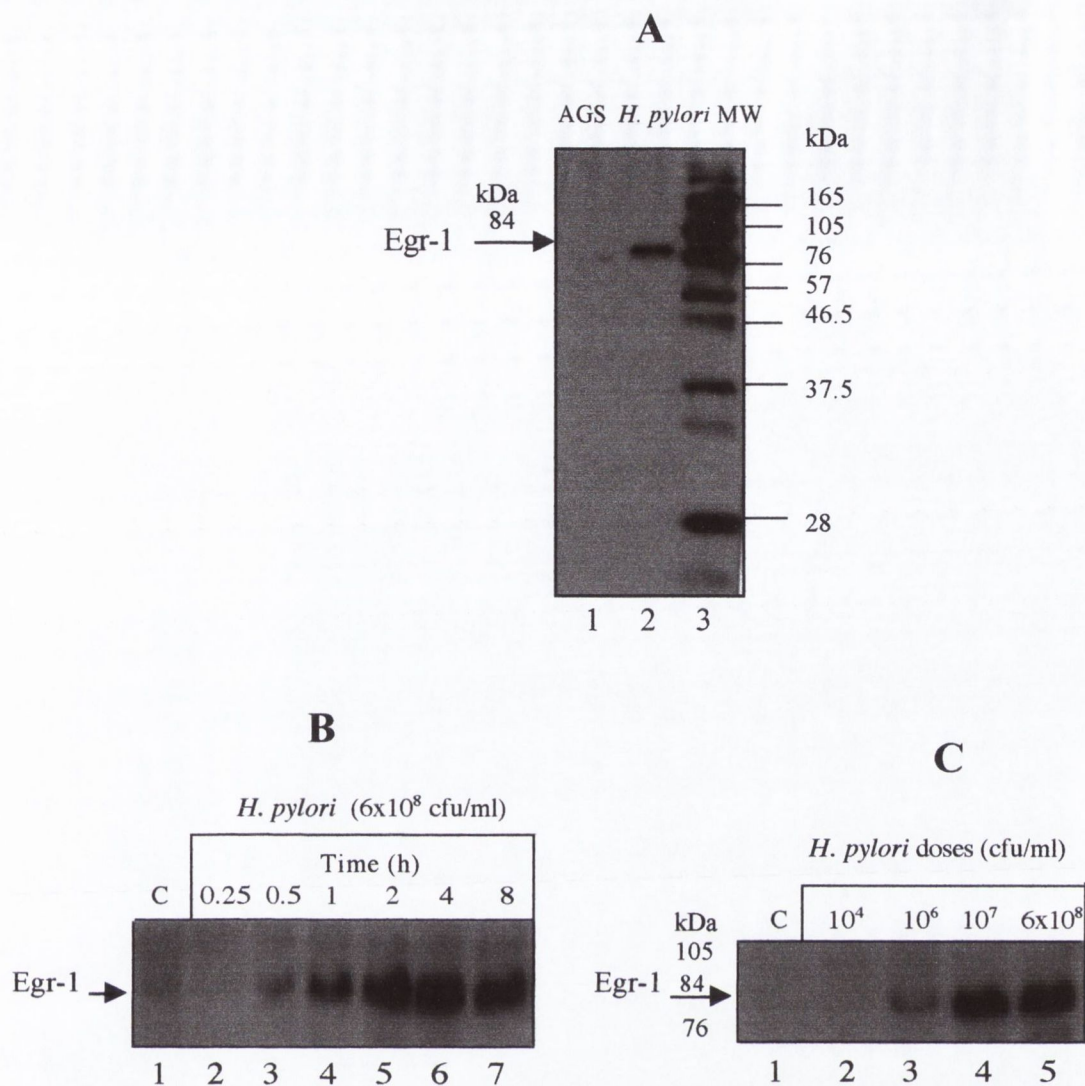 A
AGS H. pylori MW
kDa
kDa
84
Egr-1
165
105
76
57
46.5
37.5
28
1 2 3
B
H. pylori (6x10⁸ cfu/ml)
Time (h)
C 0.25 0.5 1 2 4 8
Egr-1
1 2 3 4 5 6 7
C
H. pylori doses (cfu/ml)
kDa C 10⁴ 10⁶ 10⁷ 6x10⁸
105
Egr-1 84
76
1 2 3 4 5